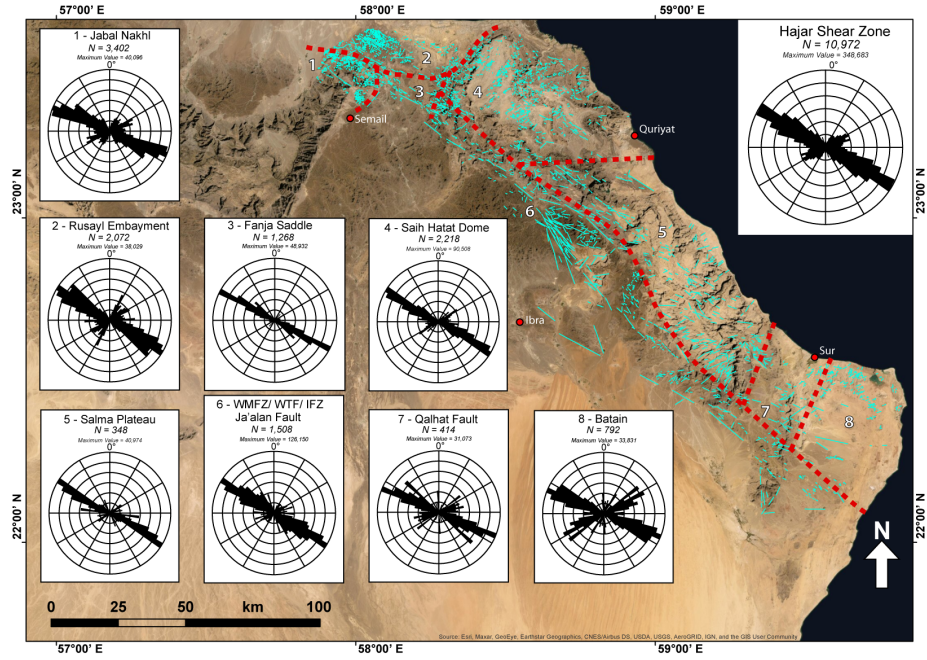 57°00' E
58°00' E
59°00' E
1 - Jabal Nakhl
N = 3,402
Maximum Value = 40,096
0°
Hajar Shear Zone
N = 10,972
Maximum Value = 348,683
0°
1
2
3
4
Semail
Quriyat
23°00' N
23°00' N
6
5
2 - Rusayl Embayment
N = 2,072
Maximum Value = 38,029
0°
3 - Fanja Saddle
N = 1,268
Maximum Value = 48,932
0°
4 - Saih Hatat Dome
N = 2,218
Maximum Value = 90,508
0°
Ibra
Sur
7
8
5 - Salma Plateau
N = 348
Maximum Value = 40,974
0°
6 - WMFZ/ WTF/ IFZ
Ja'alan Fault
N = 1,508
Maximum Value = 126,150
0°
7 - Qalhat Fault
N = 414
Maximum Value = 31,073
0°
8 - Batain
N = 792
Maximum Value = 33,831
0°
22°00' N
22°00' N
N
0 25 50 km 100
Source: Esri, Maxar, GeoEye, Earthstar Geographics, CNES/Airbus DS, USDA, USGS, AeroGRID, IGN, and the GIS User Community
57°00' E
58°00' E
59°00' E